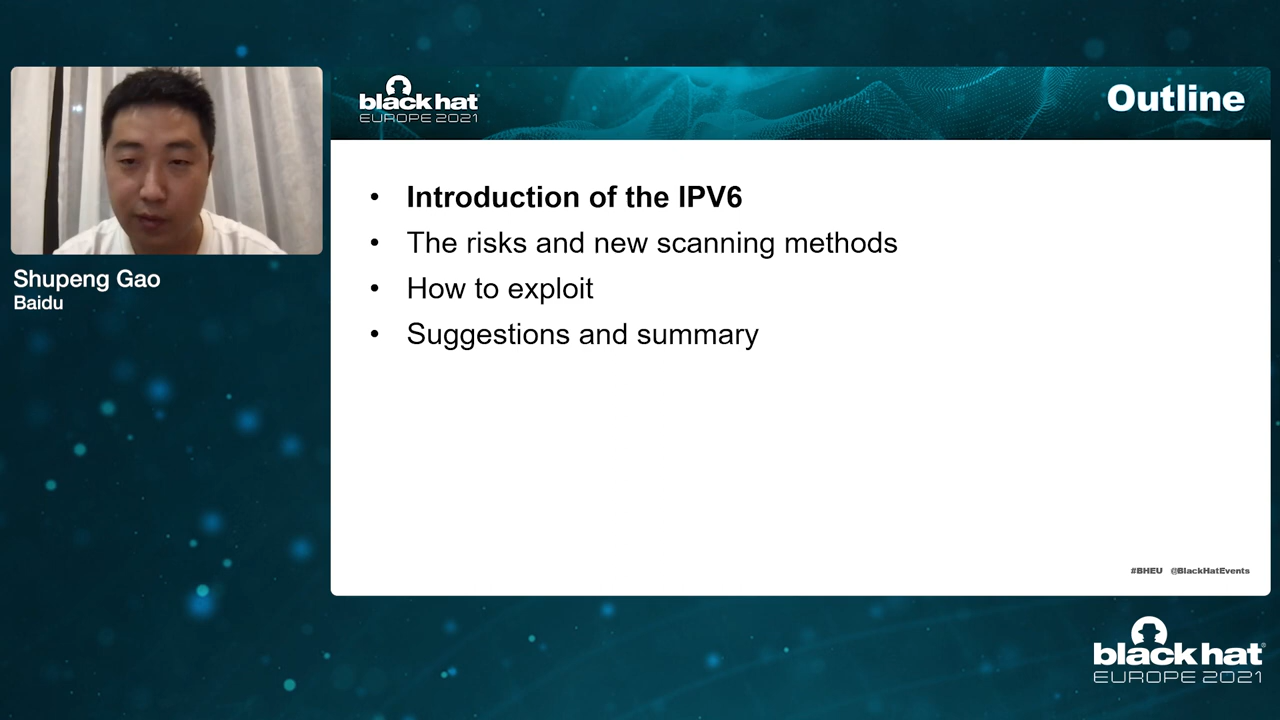 Shupeng Gao
Baidu
black hat
EUROPE 2021
Outline
• Introduction of the IPV6
• The risks and new scanning methods
• How to exploit
• Suggestions and summary
#BHEU @BlackHatEvents
black hat®
EUROPE 2021